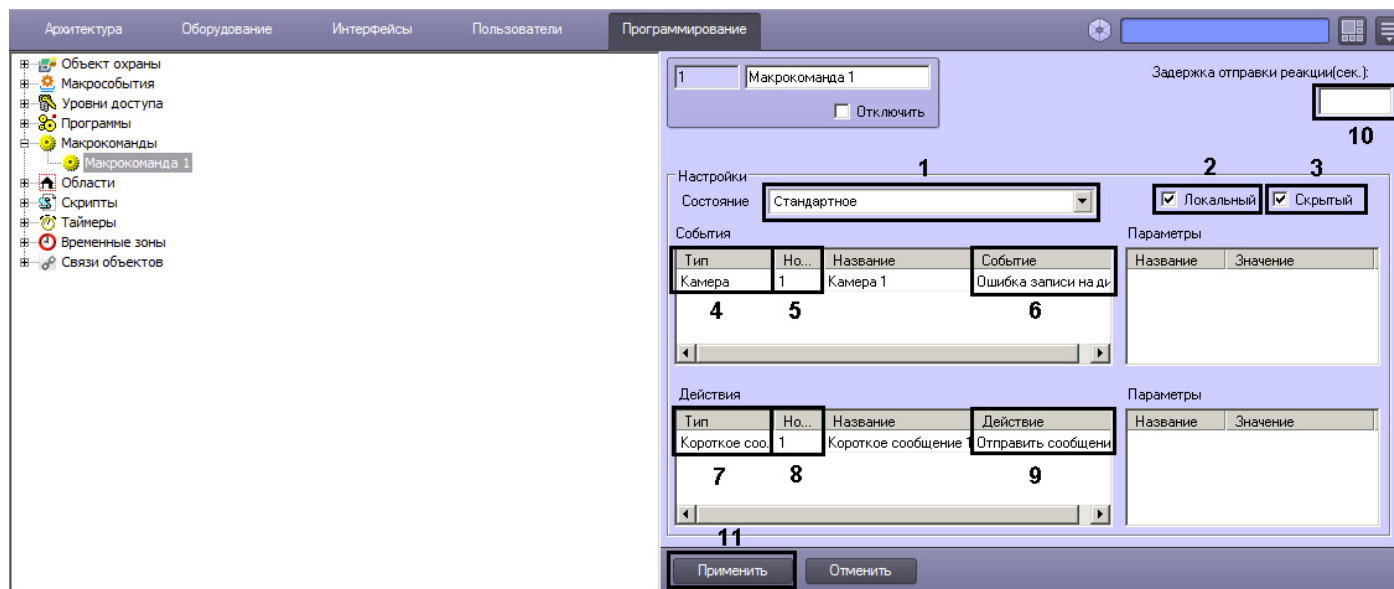 Архитектура Оборудование Интерфейсы Пользователи Программирование
Объект охраны
Макрособытия
Уровни доступа
Программы
Макрокоманды
Макрокоманда 1
Области
Скрипты
Таймеры
Временные зоны
Связи объектов
1 Макрокоманда 1
Отключить
Задержка отправки реакции(сек.):
10
Настройки
1 2 3
Состояние Стандартное Локальный Скрытый
События Параметры
Тип Но... Название Событие Название Значение
Камера 1 Камера 1 Ошибка записи на ди
4 5 6
Действия Параметры
Тип Но... Название Действие Название Значение
Короткое соо. 1 Короткое сообщение 1 Отправить сообщени
7 8 9
11
Применить Отменить